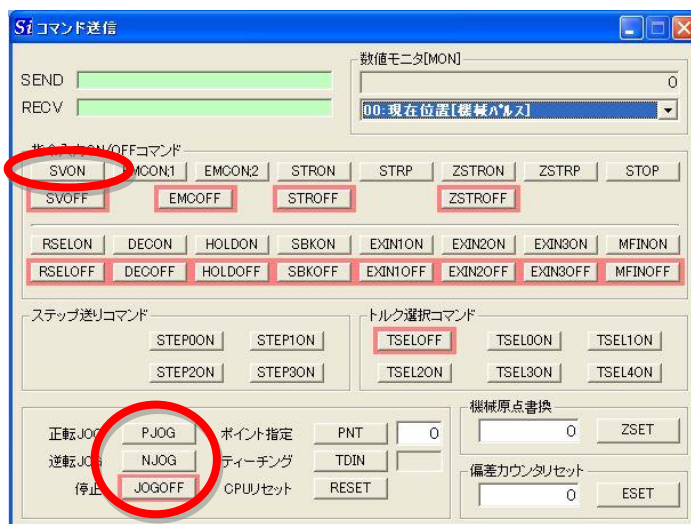 Si コマンド送信
数値モニタ[MON]
0
SEND
RECV
00:現在位置[機械ﾊﾟﾙｽ]
指令入力ON/OFFコマンド
SVON EMCON;1 EMCON;2 STRON STRP ZSTRON ZSTRP STOP
SVOFF EMCOFF STROFF ZSTROFF
RSELON DECON HOLDON SBKON EXIN1ON EXIN2ON EXIN3ON MFINON
RSELOFF DECOFF HOLDOFF SBKOFF EXIN1OFF EXIN2OFF EXIN3OFF MFINOFF
ステップ送りコマンド トルク選択コマンド
STEP0ON STEP1ON TSELOFF TSEL0ON TSEL1ON
STEP2ON STEP3ON TSEL2ON TSEL3ON TSEL4ON
機械原点書換
正転JOG PJOG ポイント指定 PNT 0 0 ZSET
逆転JOG NJOG ティーチング TDIN
偏差カウンタリセット
停止 JOGOFF CPUリセット RESET 0 ESET